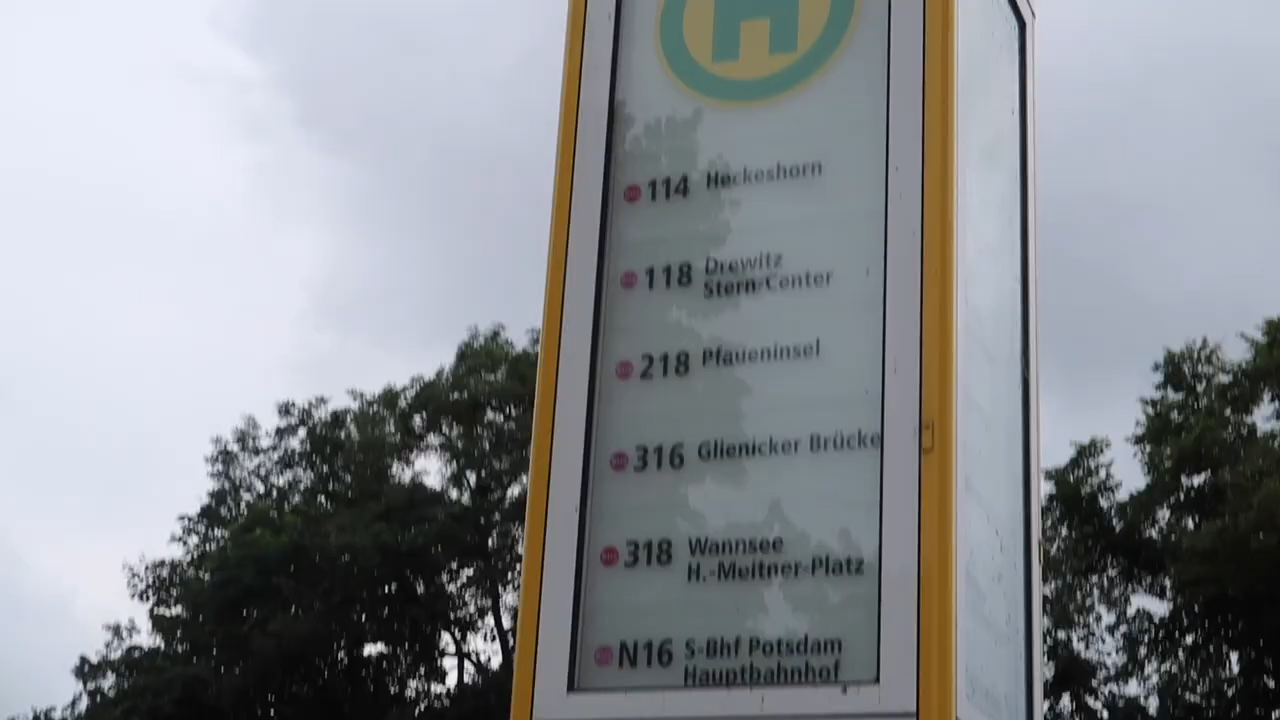 H
114 Heckeshorn
118 Drewitz
Stern-Center
218 Pfaueninsel
316 Glienicker Brücke
318 Wannsee
H.-Meitner-Platz
N16 S-Bhf Potsdam
Hauptbahnhof